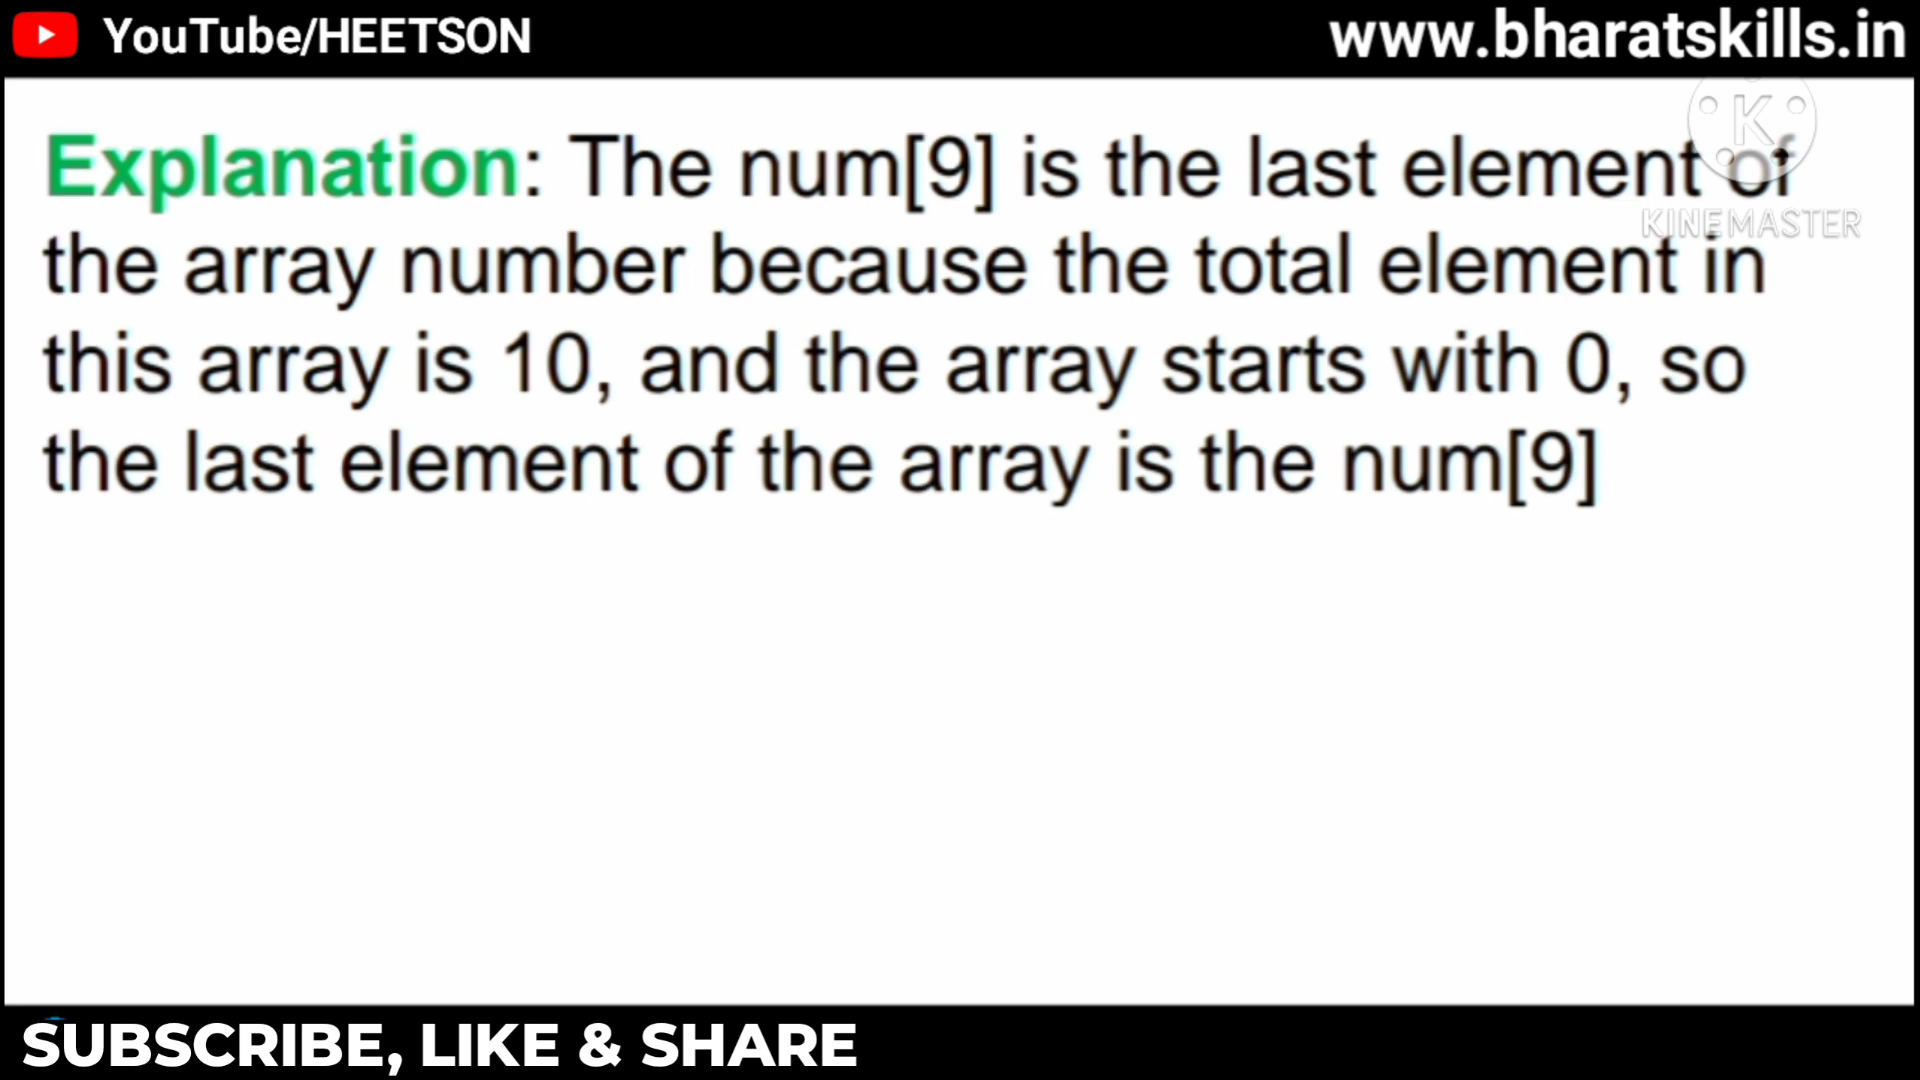 YouTube/HEETSON
www.bharatskills.in
Explanation: The num[9] is the last element of
the array number because the total element in
this array is 10, and the array starts with 0, so
the last element of the array is the num[9]
K
KINEMASTER
SUBSCRIBE, LIKE & SHARE